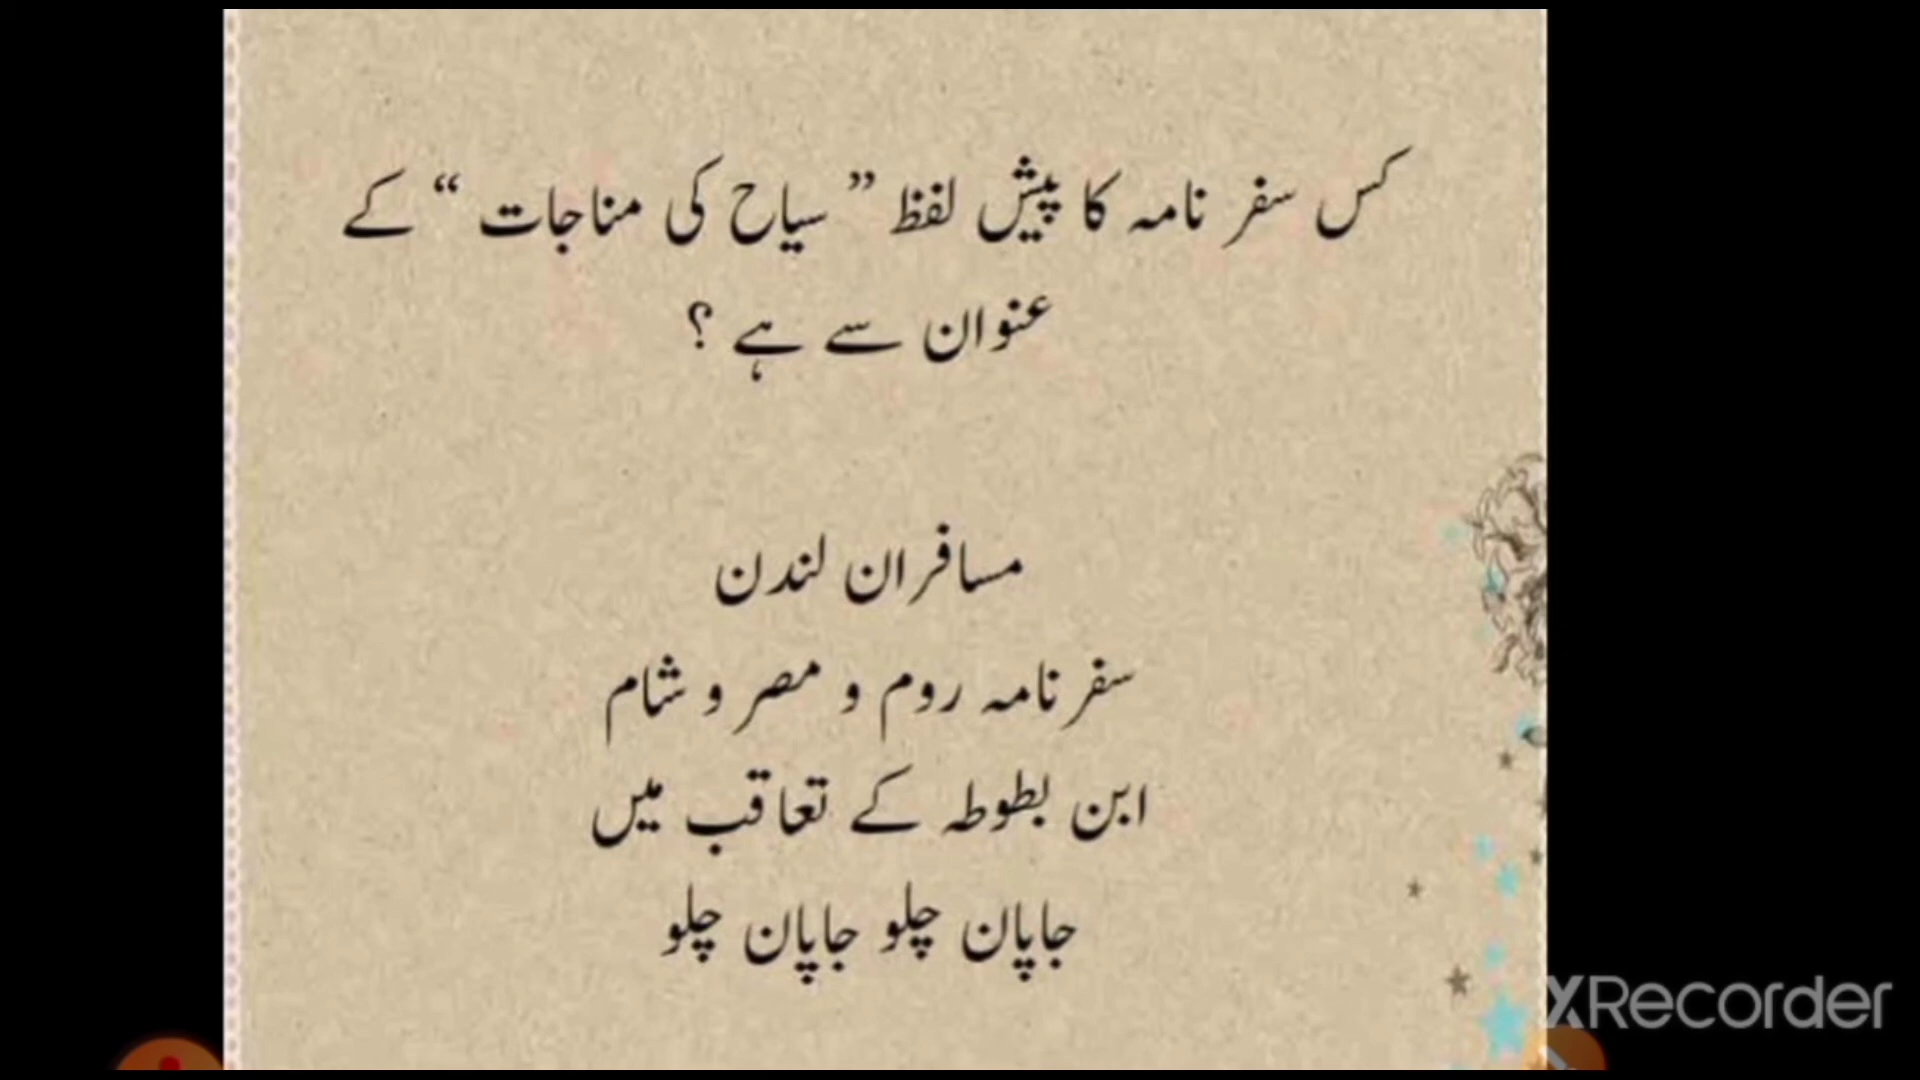 کس سفر نامہ کا پیش لفظ ” سیاح کی مناجات “ کے
عنوان سے ہے ؟
مسافران لندن
سفر نامہ روم و مصر و شام
ابن بطوطہ کے تعاقب میں
جاپان چلو جاپان چلو
XRecorder